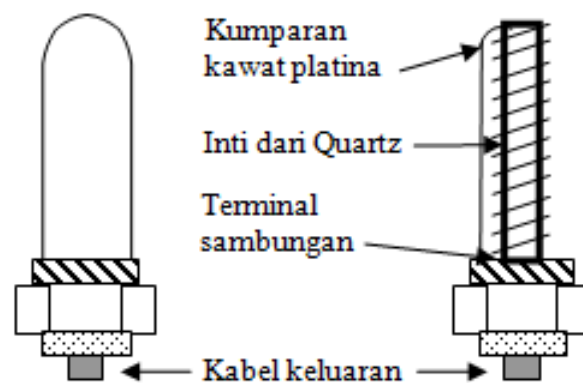 Kumparan
kawat platina
Inti dari Quartz
Terminal
sambungan
Kabel keluaran